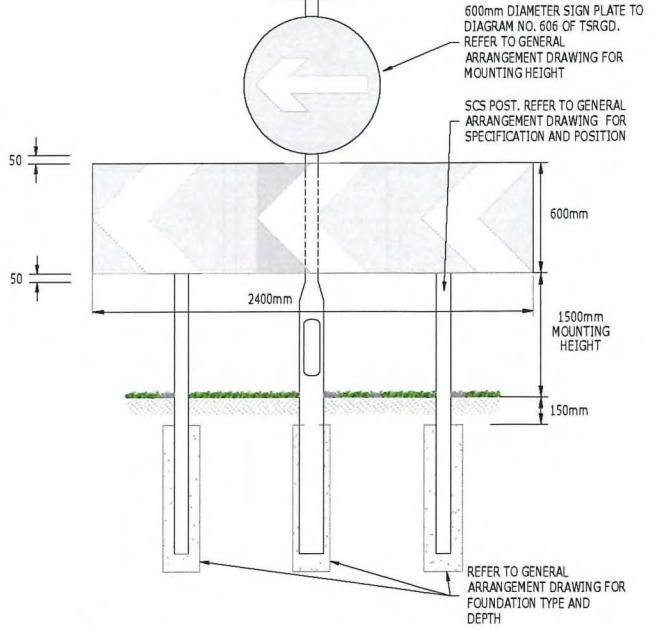 600mm DIAMETER SIGN PLATE TO
DIAGRAM NO. 606 OF TSRGD.
REFER TO GENERAL
ARRANGEMENT DRAWING FOR
MOUNTING HEIGHT
SCS POST. REFER TO GENERAL
ARRANGEMENT DRAWING FOR
SPECIFICATION AND POSITION
50
600mm
50
2400mm
1500mm
MOUNTING
HEIGHT
150mm
REFER TO GENERAL
ARRANGEMENT DRAWING FOR
FOUNDATION TYPE AND
DEPTH